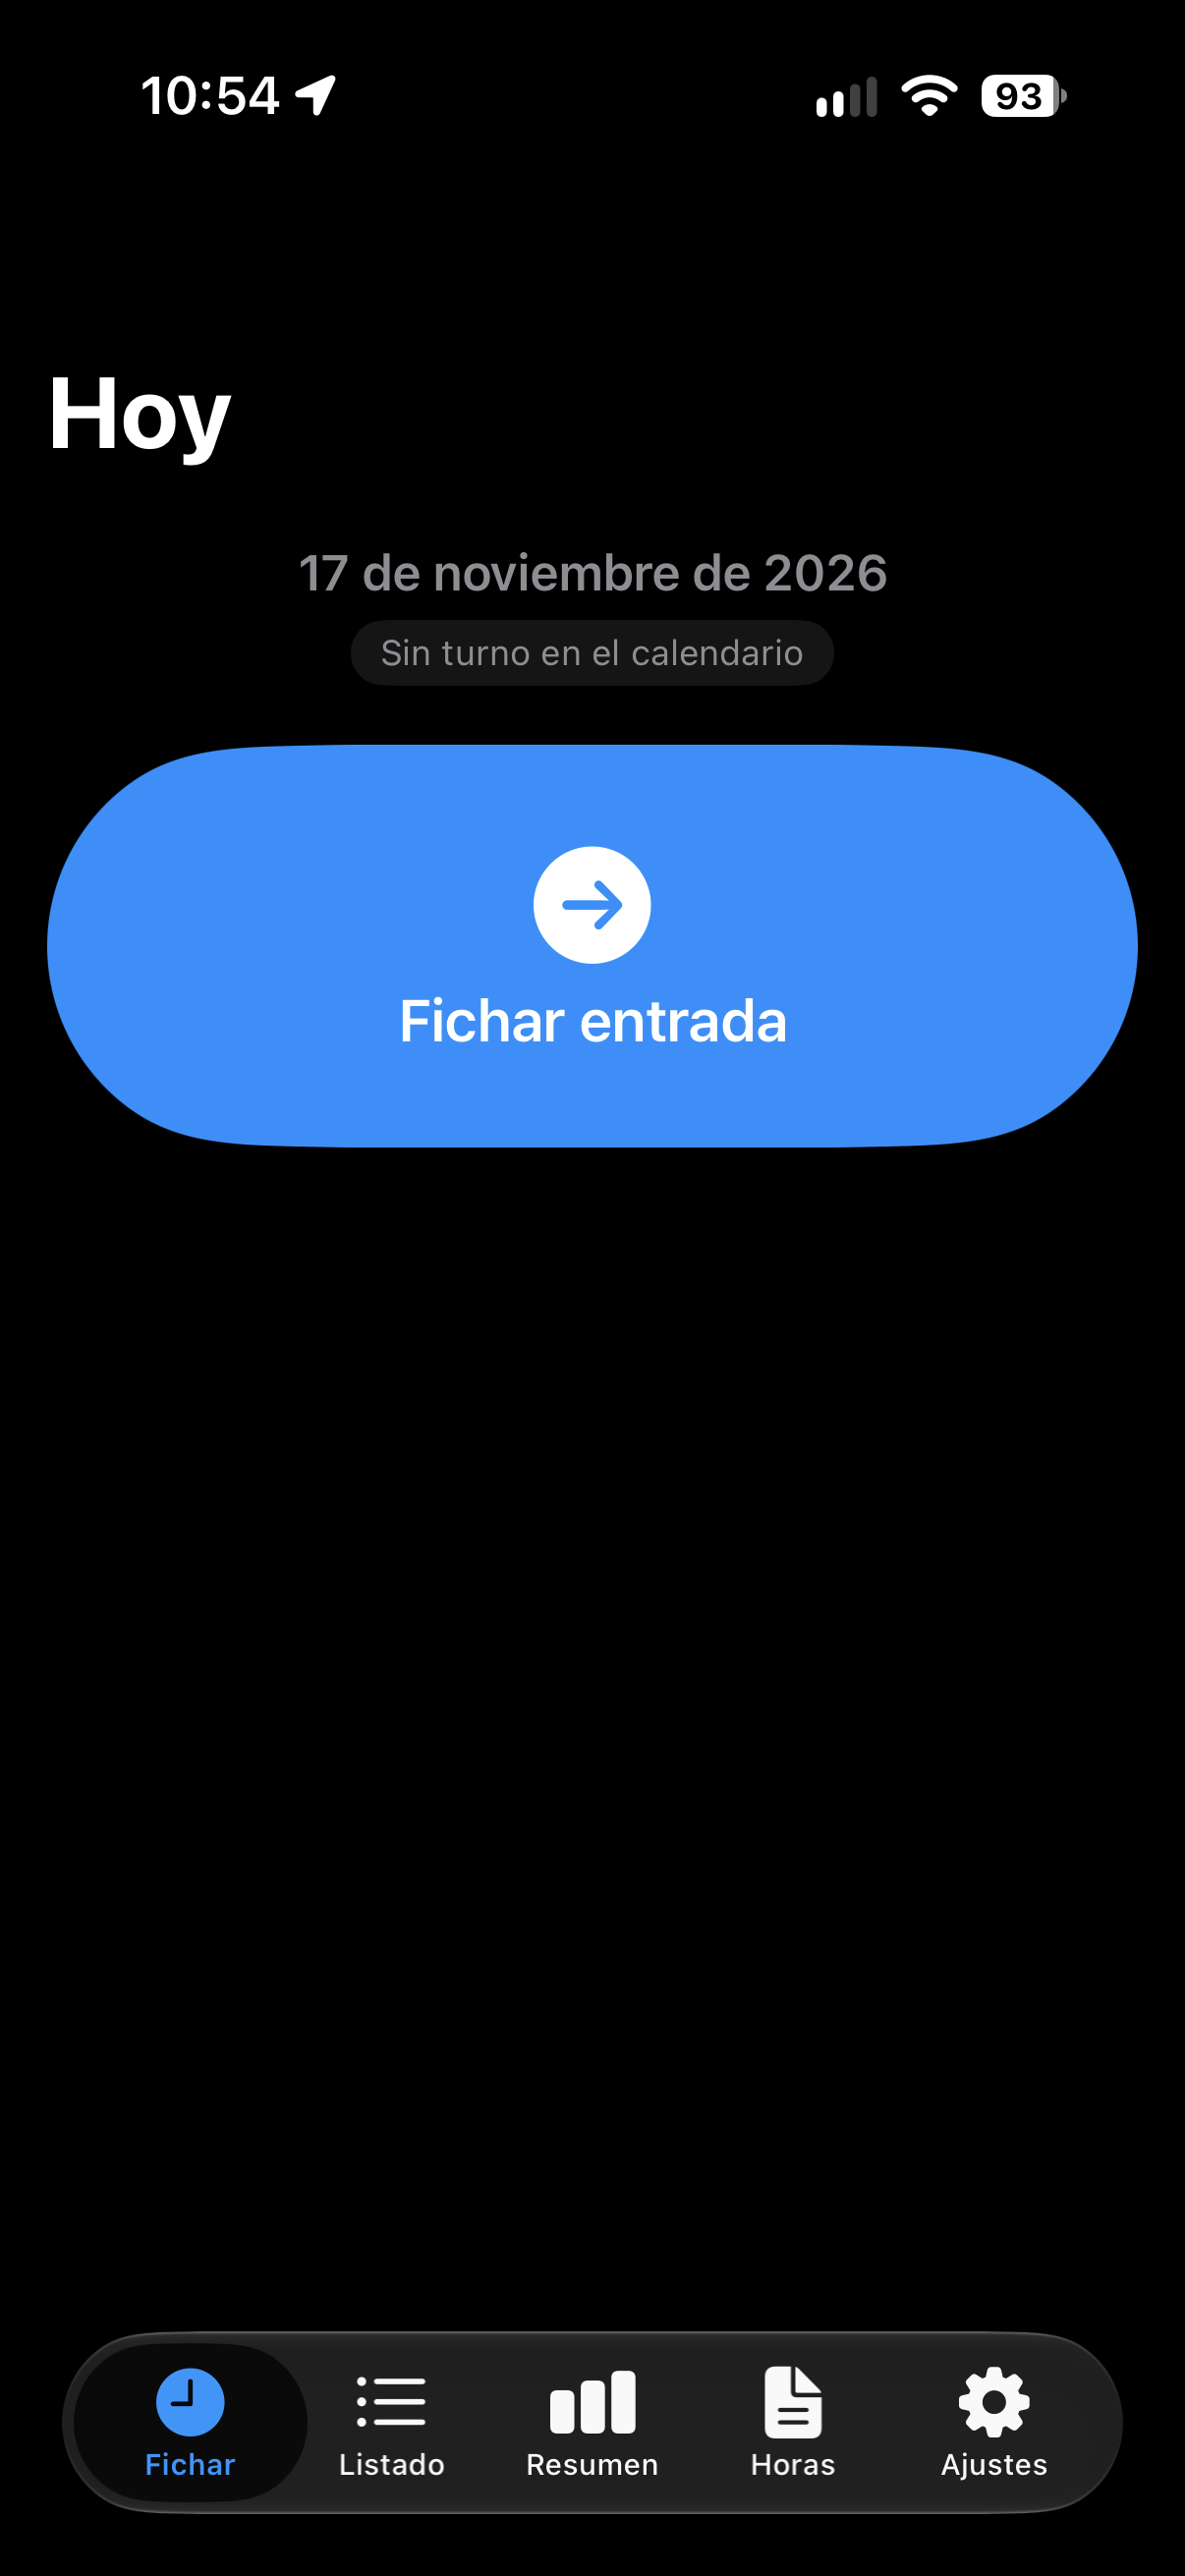 10:54
93
Hoy
17 de noviembre de 2026
Sin turno en el calendario
Fichar entrada
Fichar
Listado
Resumen
Horas
Ajustes